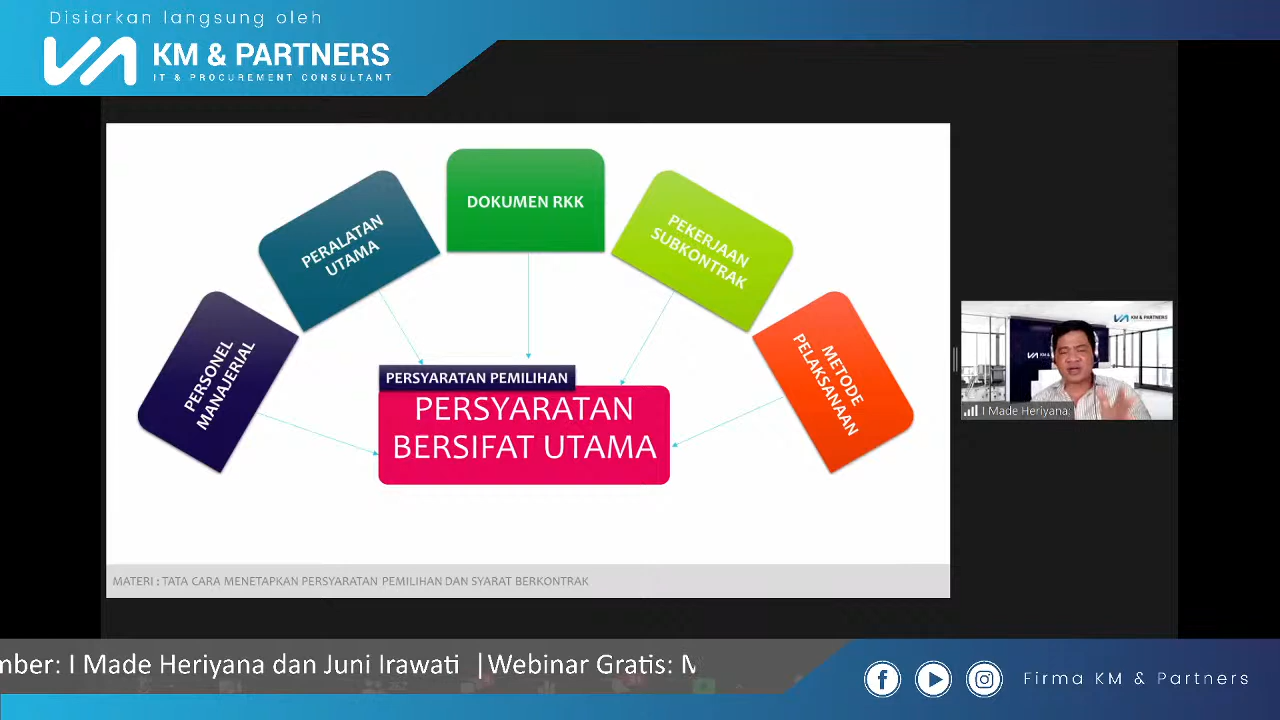 Disiarkan langsung oleh
KM & PARTNERS
IT & PROCUREMENT CONSULTANT
DOKUMEN RKK
PERALATAN
UTAMA
PEKERJAAN
SUBKONTRAK
PERSONEL
MANAJERIAL
METODE
PELAKSANAAN
PERSYARATAN PEMILIHAN
PERSYARATAN
BERSIFAT UTAMA
KM & PARTNERS
I Made Heriyana
MATERI : TATA CARA MENETAPKAN PERSYARATAN PEMILIHAN DAN SYARAT BERKONTRAK
mber: I Made Heriyana dan Juni Irawati |Webinar Gratis: M
Firma KM & Partners